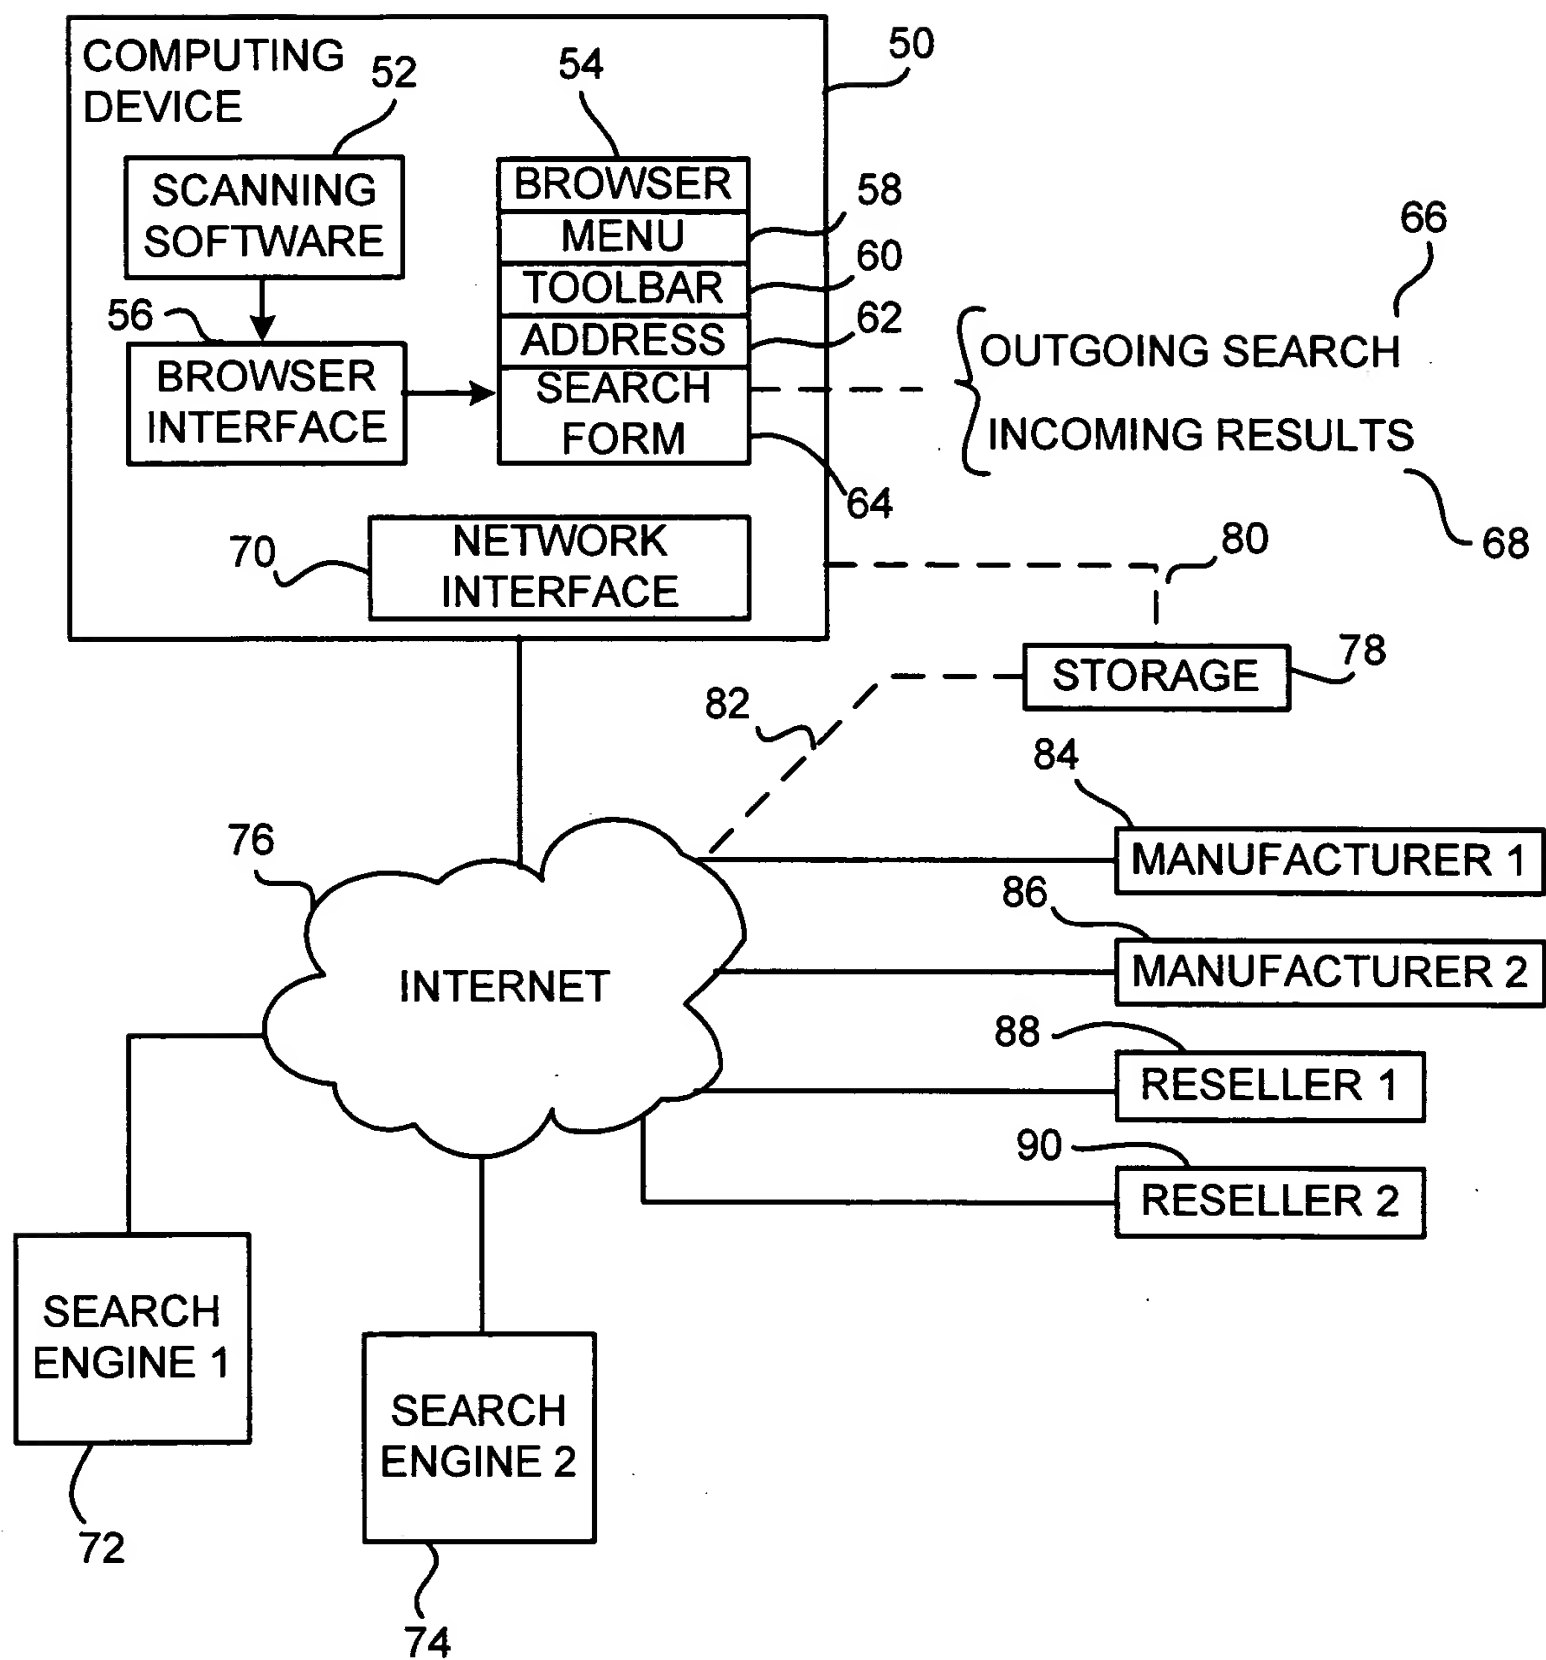 COMPUTING
DEVICE
50
52
54
SCANNING
SOFTWARE
BROWSER
MENU
58
TOOLBAR
60
ADDRESS
62
SEARCH
FORM
64
56
BROWSER
INTERFACE
66
OUTGOING SEARCH
INCOMING RESULTS
68
70
NETWORK
INTERFACE
80
STORAGE
78
82
84
MANUFACTURER 1
76
INTERNET
86
MANUFACTURER 2
88
RESELLER 1
90
RESELLER 2
SEARCH
ENGINE 1
72
SEARCH
ENGINE 2
74